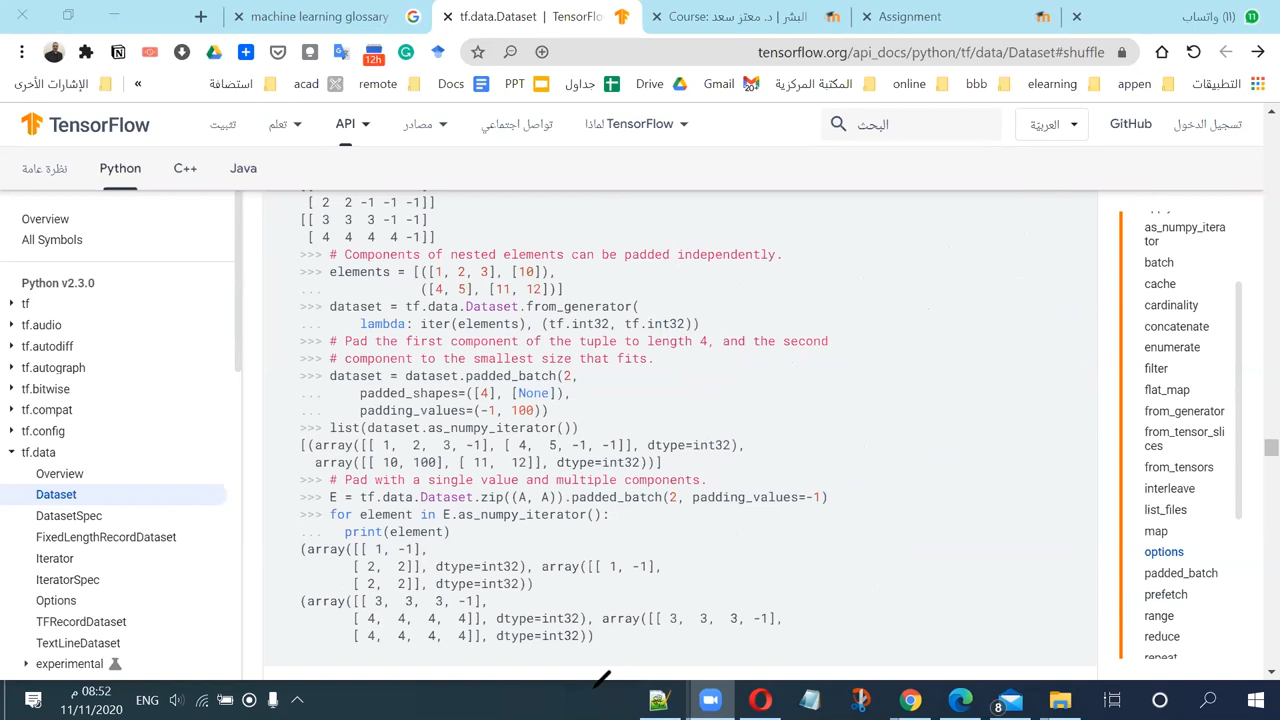 machine learning glossary
tf.data.Dataset | TensorFlo
Course: البشر | د. معتز سعد
Assignment
(11) واتساب
tensorflow.org/api_docs/python/tf/data/Dataset#shuffle
12h
الإشارات الأخرى
»
استضافة
acad
remote
Docs
PPT
جداول
Drive
Gmail
المكتبة المركزية
online
bbb
elearning
appen
التطبيقات
TensorFlow
تثبيت
تعلم
API
مصادر
تواصل اجتماعي
لماذا TensorFlow
البحث
العربيّة
GitHub
تسجيل الدخول
نظرة عامة
Python
C++
Java
Overview
All Symbols
Python v2.3.0
tf
tf.audio
tf.autodiff
tf.autograph
tf.bitwise
tf.compat
tf.config
tf.data
Overview
Dataset
DatasetSpec
FixedLengthRecordDataset
Iterator
IteratorSpec
Options
TFRecordDataset
TextLineDataset
experimental
[ 2  2 -1 -1 -1]]
[[ 3  3  3 -1 -1]
[ 4  4  4  4 -1]]
>>> # Components of nested elements can be padded independently.
>>> elements = [([1, 2, 3], [10]),
...             ([4, 5], [11, 12])]
>>> dataset = tf.data.Dataset.from_generator(
...     lambda: iter(elements), (tf.int32, tf.int32))
>>> # Pad the first component of the tuple to length 4, and the second
>>> # component to the smallest size that fits.
>>> dataset = dataset.padded_batch(2,
...     padded_shapes=([4], [None]),
...     padding_values=(-1, 100))
>>> list(dataset.as_numpy_iterator())
[(array([[ 1,  2,  3, -1], [ 4,  5, -1, -1]], dtype=int32),
array([[ 10, 100], [ 11,  12]], dtype=int32))]
>>> # Pad with a single value and multiple components.
>>> E = tf.data.Dataset.zip((A, A)).padded_batch(2, padding_values=-1)
>>> for element in E.as_numpy_iterator():
...   print(element)
(array([[ 1, -1],
[ 2,  2]], dtype=int32), array([[ 1, -1],
[ 2,  2]], dtype=int32))
(array([[ 3,  3,  3, -1],
[ 4,  4,  4,  4]], dtype=int32), array([[ 3,  3,  3, -1],
[ 4,  4,  4,  4]], dtype=int32))
as_numpy_itera
tor
batch
cache
cardinality
concatenate
enumerate
filter
flat_map
from_generator
from_tensor_sli
ces
from_tensors
interleave
list_files
map
options
padded_batch
prefetch
range
reduce
repeat
08:52 م
11/11/2020
ENG
8